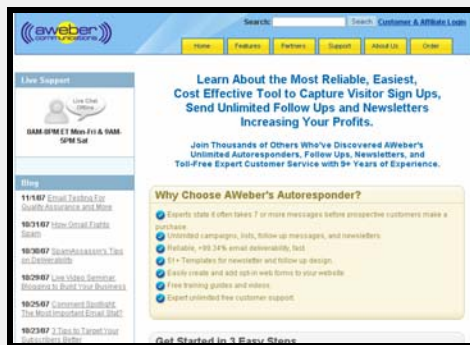 Search: Search Customer & Affiliate Login
aweber
communications
Home Features Partners Support About Us Order
Live Support
Live Chat
Offline
8AM-8PM ET Mon-Fri & 9AM-
5PM Sat
Blog
11/1/07 Email Testing For
Quality Assurance and More
10/31/07 How Gmail Fights
Spam
10/30/07 SpamAssassin's Tips
on Deliverability
10/29/07 Live Video Seminar:
Blogging to Build Your Business
10/25/07 Comment Spotlight:
The Most Important Email Stat?
10/23/07 3 Tips to Target Your
Subscribers Better
Learn About the Most Reliable, Easiest,
Cost Effective Tool to Capture Visitor Sign Ups,
Send Unlimited Follow Ups and Newsletters
Increasing Your Profits.
Join Thousands of Others Who've Discovered AWeber's
Unlimited Autoresponders, Follow Ups, Newsletters, and
Toll-Free Expert Customer Service with 9+ Years of Experience.
Why Choose AWeber's Autoresponder?
Experts state it often takes 7 or more messages before prospective customers make a
purchase.
Unlimited campaigns, lists, follow up messages, and newsletters.
Reliable, +99.34% email deliverability, fast.
51+ Templates for newsletter and follow up design.
Easily create and add opt-in web forms to your website.
Free training guides and videos.
Expert unlimited free customer support.
Get Started in 3 Easy Steps